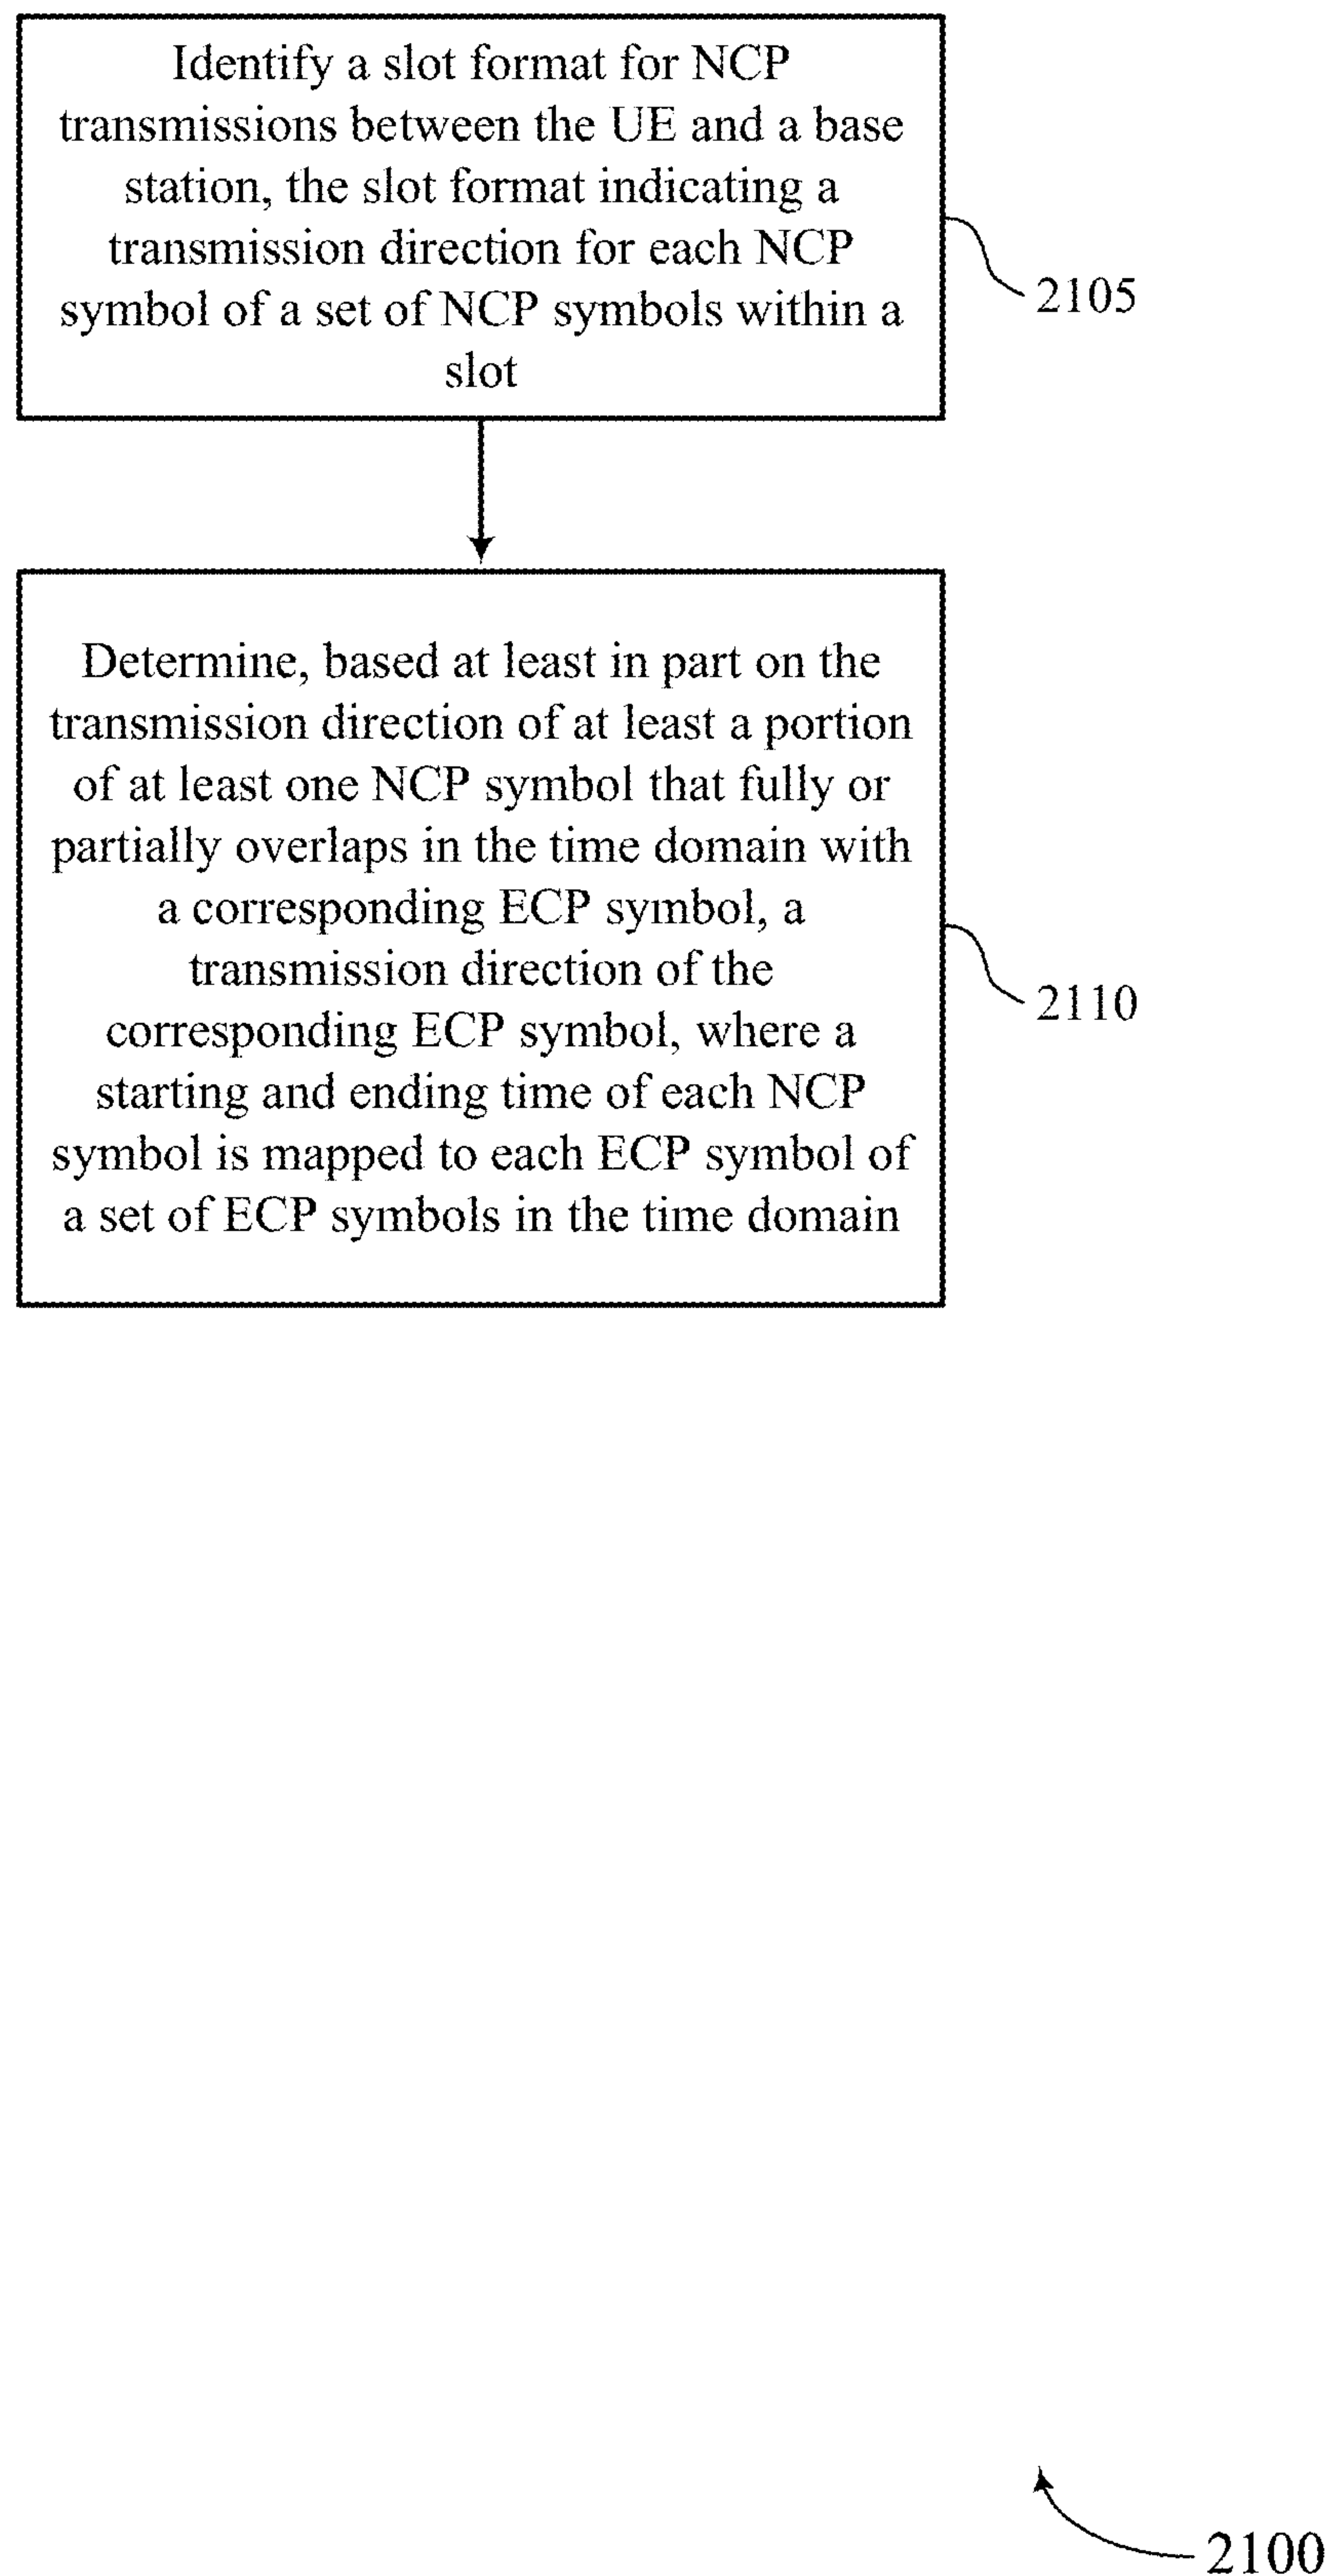 Identify a slot format for NCP
transmissions between the UE and a base
station, the slot format indicating a
transmission direction for each NCP
symbol of a set of NCP symbols within a
slot
2105
Determine, based at least in part on the
transmission direction of at least a portion
of at least one NCP symbol that fully or
partially overlaps in the time domain with
a corresponding ECP symbol, a
transmission direction of the
corresponding ECP symbol, where a
starting and ending time of each NCP
symbol is mapped to each ECP symbol of
a set of ECP symbols in the time domain
2110
2100